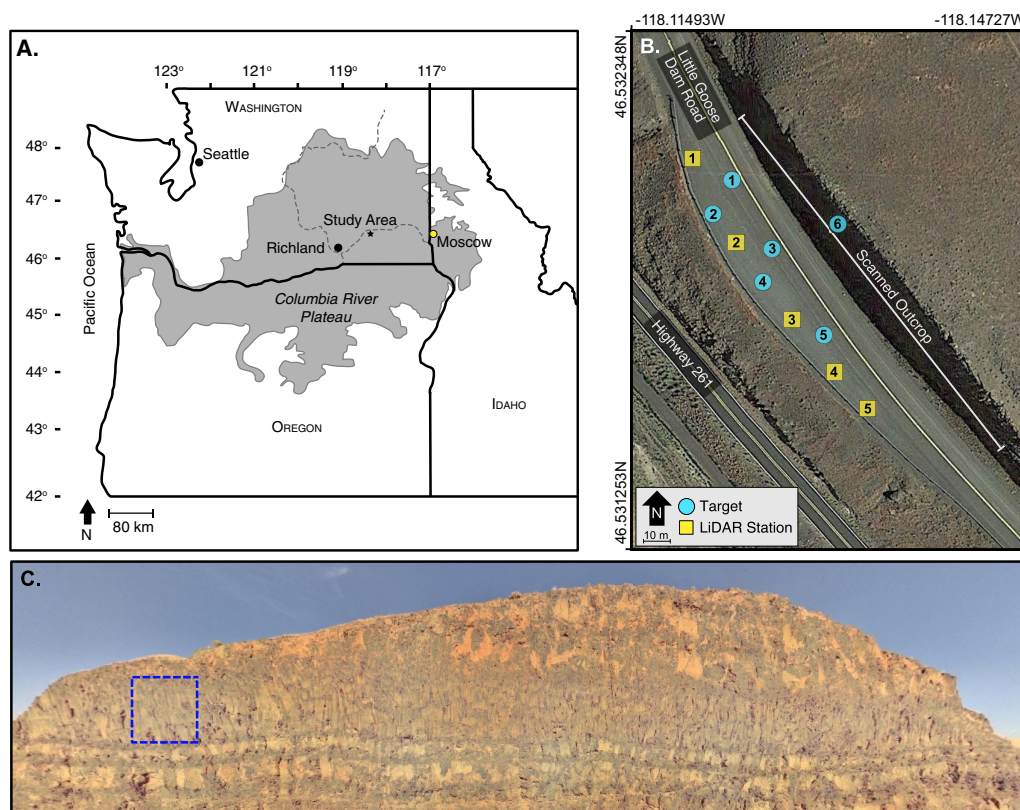 A.
123° 121° 119° 117°
WASHINGTON
48°
Seattle
47°
Study Area
Richland
Moscow
46°
Columbia River
Plateau
45°
Pacific Ocean
44°
IDAHO
43°
OREGON
42°
N
80 km
-118.11493W -118.14727W
B.
46.532348N
Little Goose
Dam Road
1
1
2
6
2
3
4
Scanned Outcrop
3
5
Highway 261
4
5
46.531253N
N
10 m
Target
LiDAR Station
C.